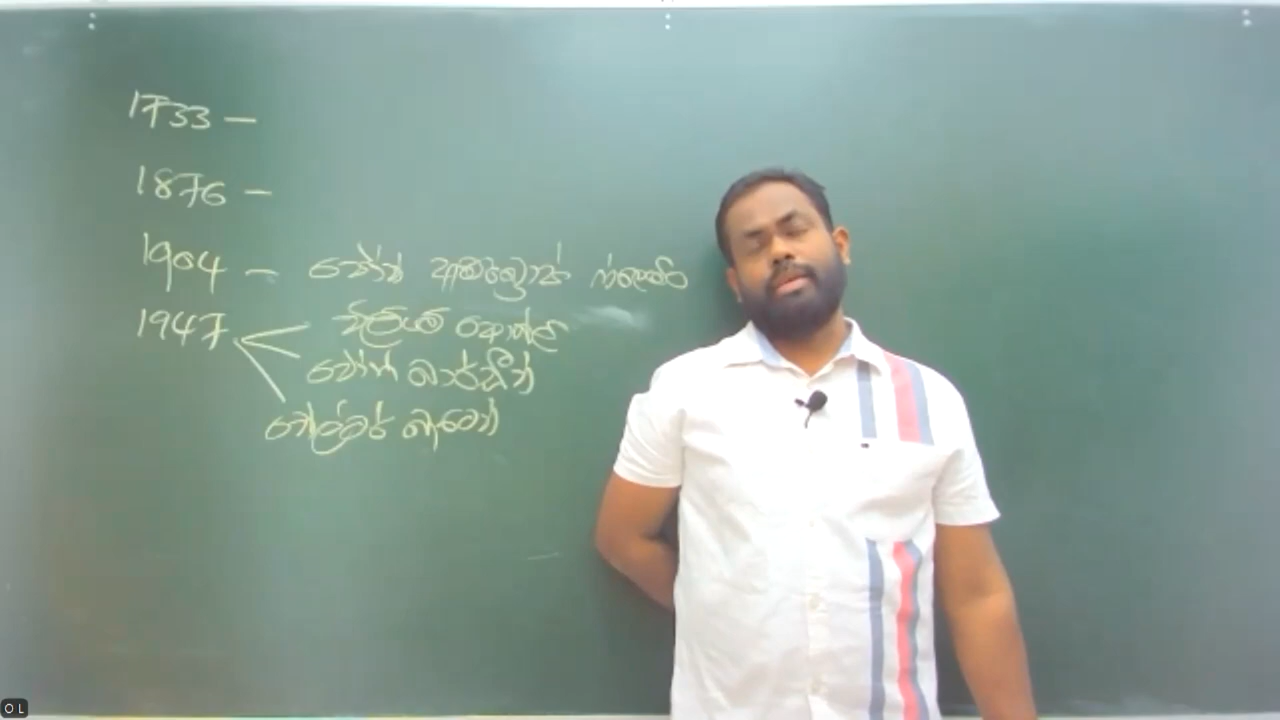 1733 –
1876 –
1904 – ජෝන් ඇම්බ්‍රෝස් ෆ්ලෙමින්
1947 විලියම් ෂොක්ලි
ජෝන් බාර්ඩීන්
වෝල්ටර්
O L